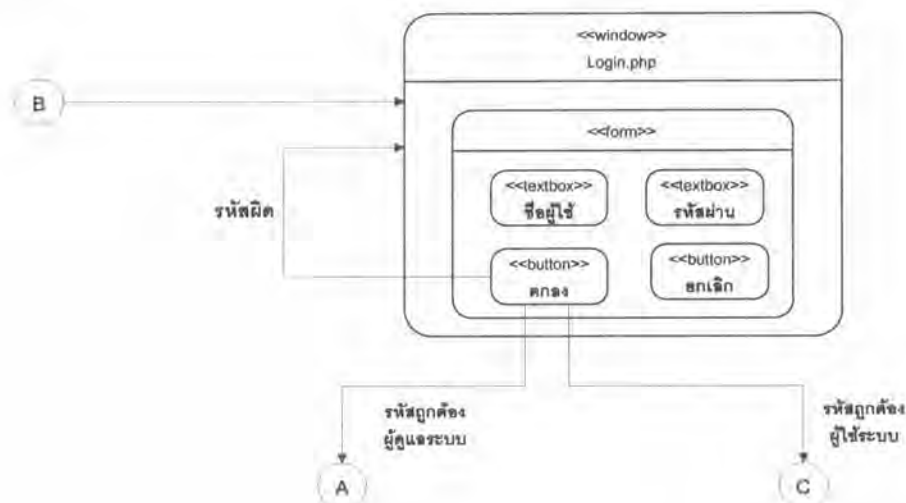 <<window>>
Login.php
B
<<form>>
<<textbox>>
ชื่อผู้ใช้
<<textbox>>
รหัสผ่าน
รหัสผิด
<<button>>
ตกลง
<<button>>
ยกเลิก
รหัสถูกต้อง
ผู้ดูแลระบบ
รหัสถูกต้อง
ผู้ใช้ระบบ
A
C